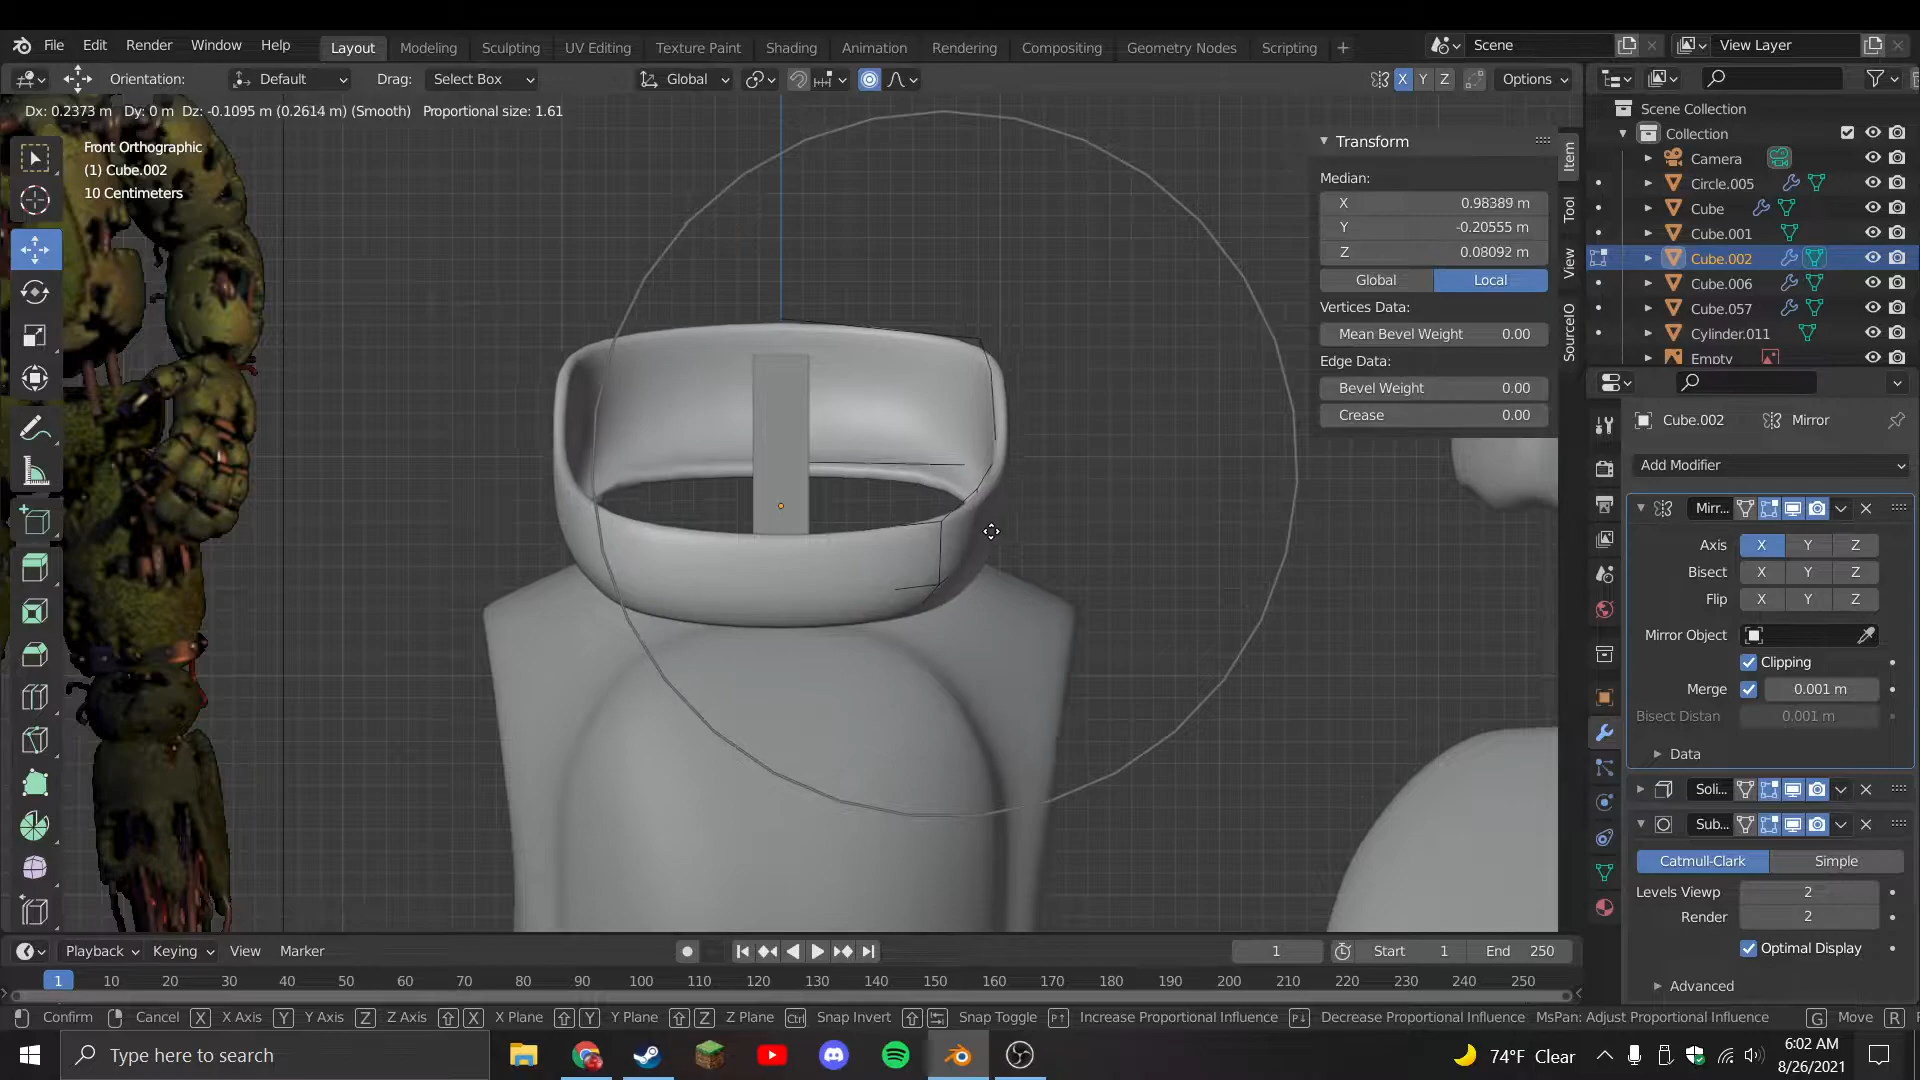 File Edit Render Window Help Layout Modeling Sculpting UV Editing Texture Paint Shading Animation Rendering Compositing Geometry Nodes Scripting Scene View Layer
Orientation: Default Drag: Select Box Global X Y Z Options
Dx: 0.2373 m Dy: 0 m Dz: -0.1095 m (0.2614 m) (Smooth) Proportional size: 1.61
Front Orthographic
(1) Cube.002
10 Centimeters
Transform
Median:
X 0.98389 m
Y -0.20555 m
Z 0.08092 m
Global Local
Vertices Data:
Mean Bevel Weight 0.00
Edge Data:
Bevel Weight 0.00
Crease 0.00
Item
Tool
View
SourceIO
Scene Collection
Collection
Camera
Circle.005
Cube
Cube.001
Cube.002
Cube.006
Cube.057
Cylinder.011
Empty
Cube.002 Mirror
Add Modifier
Mirr...
Axis X Y Z
Bisect X Y Z
Flip X Y Z
Mirror Object
Clipping
Merge 0.001 m
Bisect Distan 0.001 m
Data
Soli...
Sub...
Catmull-Clark Simple
Levels Viewp 2
Render 2
Optimal Display
Advanced
Playback Keying View Marker 1 Start 1 End 250
1 10 20 30 40 50 60 70 80 90 100 110 120 130 140 150 160 170 180 190 200 210 220 230 240 250
Confirm Cancel X X Axis Y Y Axis Z Z Axis X X Plane Y Y Plane Z Z Plane Ctrl Snap Invert Snap Toggle Increase Proportional Influence Decrease Proportional Influence MsPan: Adjust Proportional Influence G Move R
Type here to search 74°F Clear 6:02 AM
8/26/2021